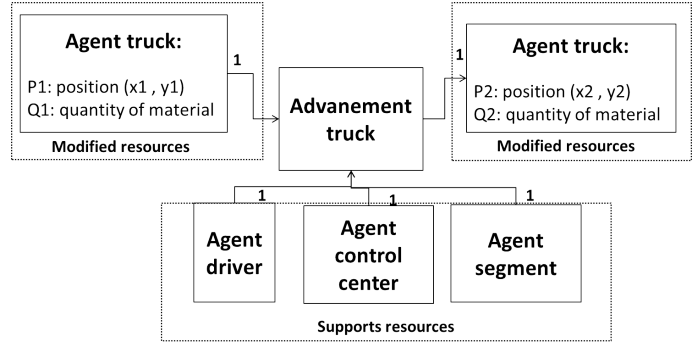 Agent truck:
P1: position (x1 , y1)
Q1: quantity of material
Modified resources
1
Advanement
truck
1
Agent truck:
P2: position (x2 , y2)
Q2: quantity of material
Modified resources
1
1
1
Agent
driver
Agent
control
center
Agent
segment
Supports resources